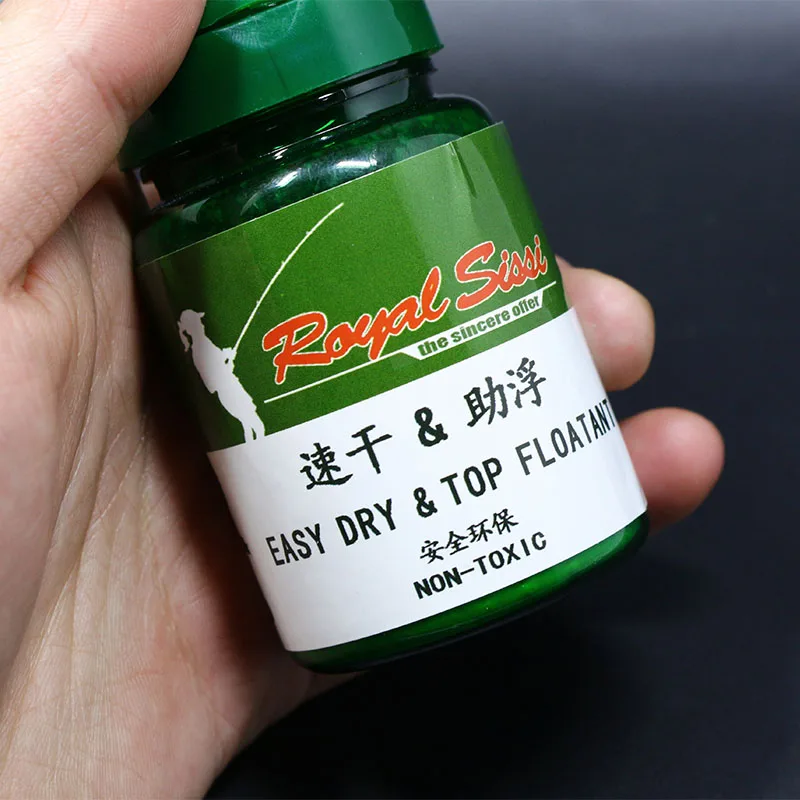 Royal Sissi
the sincere offer
速干 & 助浮
EASY DRY & TOP FLOATANT
安全环保
NON-TOXIC